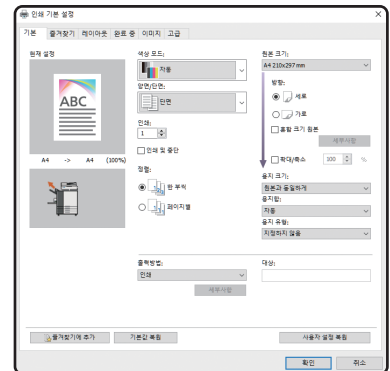 인쇄 기본 설정
기본 즐겨찾기 레이아웃 완료 중 이미지 고급
현재 설정
ABC
A4 -> A4 (100%)
색상 모드:
자동
양면/단면:
단면
인쇄:
1
인쇄 및 중단
정렬:
한 부씩
페이지별
원본 크기:
A4 210x297 mm
방향:
세로
가로
혼합 크기 원본
세부사항
확대/축소 100 %
용지 크기:
원본과 동일하게
용지함:
자동
용지 유형:
지정하지 않음
출력방법:
인쇄
세부사항
대상:
즐겨찾기에 추가 기본값 복원 사용자 설정 복원
확인 취소